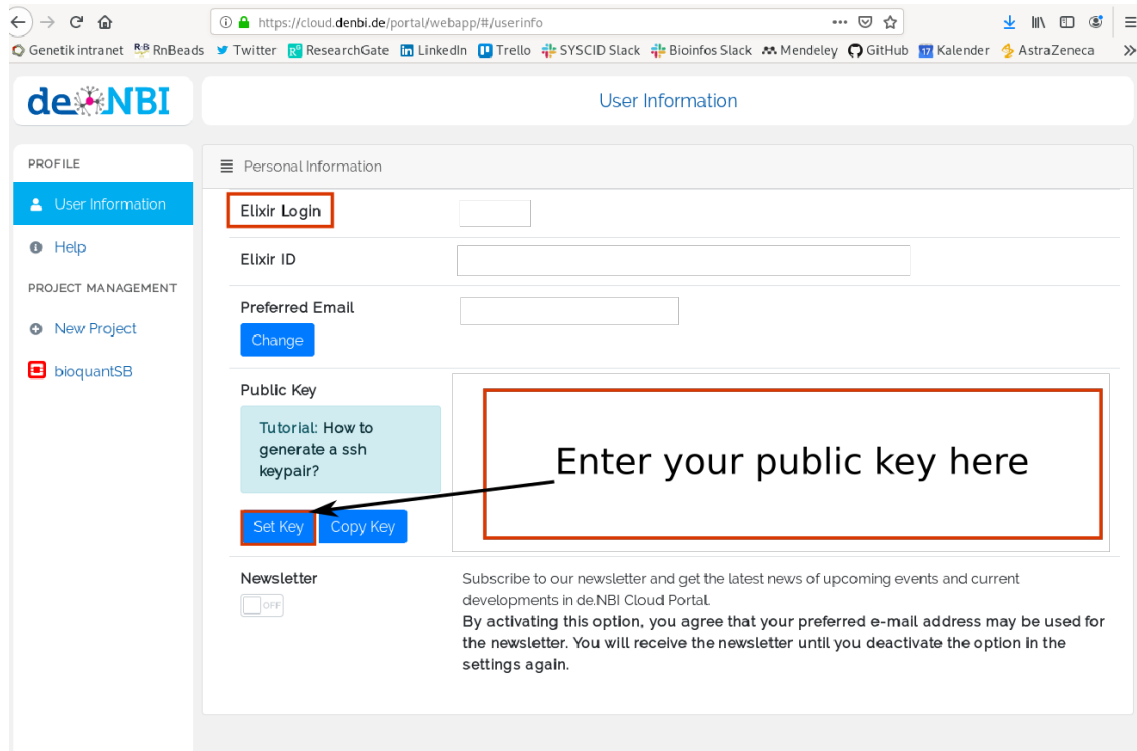 https://cloud.denbi.de/portal/webapp/#/userinfo
Genetik intranet RnBeads Twitter ResearchGate LinkedIn Trello SYSCID Slack Bioinfos Slack Mendeley GitHub Kalender AstraZeneca
de NBI
User Information
PROFILE
User Information
Help
PROJECT MANAGEMENT
New Project
bioquantSB
Personal Information
Elixir Login
Elixir ID
Preferred Email
Change
Public Key
Tutorial: How to
generate a ssh
keypair?
Set Key Copy Key
Enter your public key here
Newsletter
OFF
Subscribe to our newsletter and get the latest news of upcoming events and current
developments in de.NBI Cloud Portal.
By activating this option, you agree that your preferred e-mail address may be used for
the newsletter. You will receive the newsletter until you deactivate the option in the
settings again.